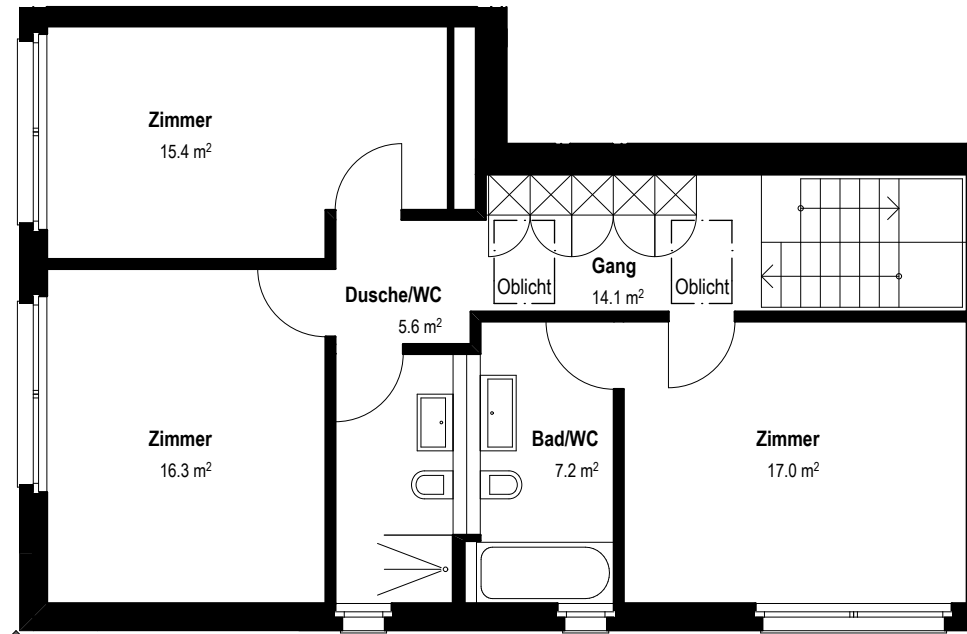 Zimmer
15.4 m²
Gang
14.1 m²
Oblicht
Oblicht
Dusche/WC
5.6 m²
Zimmer
16.3 m²
Bad/WC
7.2 m²
Zimmer
17.0 m²